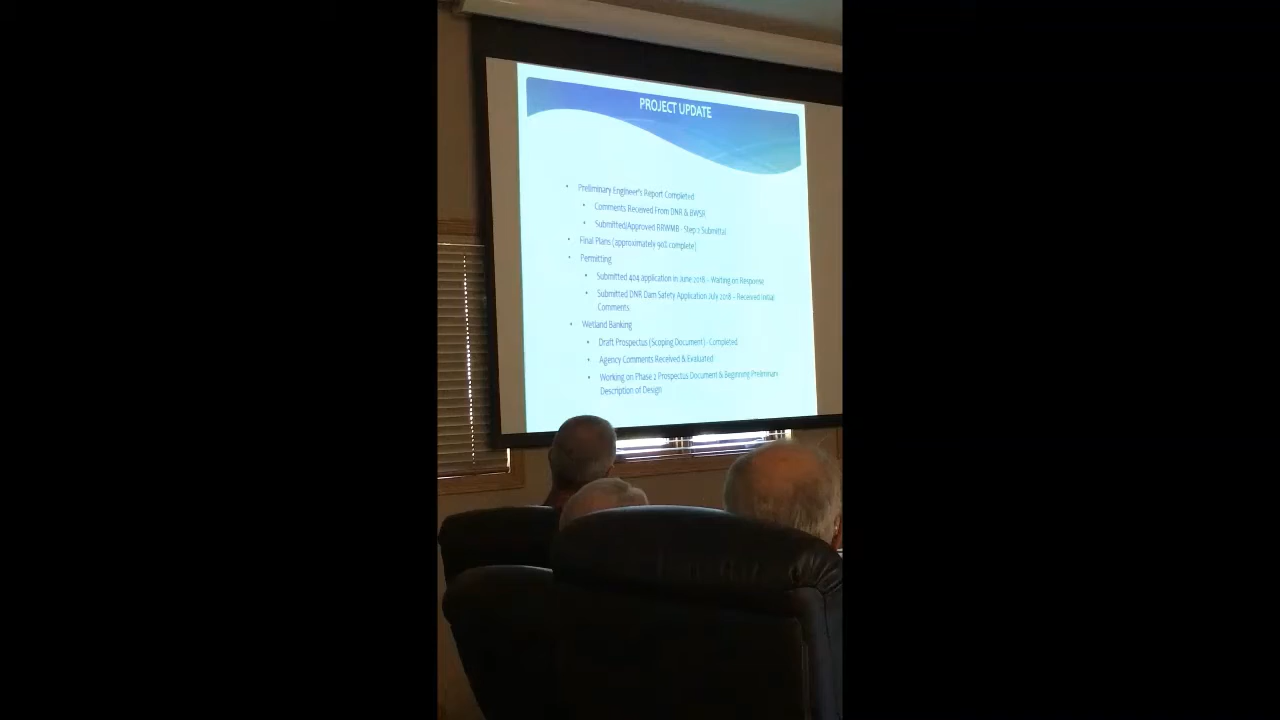 PROJECT UPDATE
• Preliminary Engineer's Report Completed
• Comments Received From DNR & BWSR
• Submitted/Approved RRWMB - Step 2 Submittal
• Final Plans (approximately 90% complete)
• Permitting
• Submitted 404 application in June 2018 – Waiting on Response
• Submitted DNR Dam Safety Application July 2018 – Received Initial
Comments
• Wetland Banking
• Draft Prospectus (Scoping Document) - Completed
• Agency Comments Received & Evaluated
• Working on Phase 2 Prospectus Document & Beginning Preliminary
Description of Design